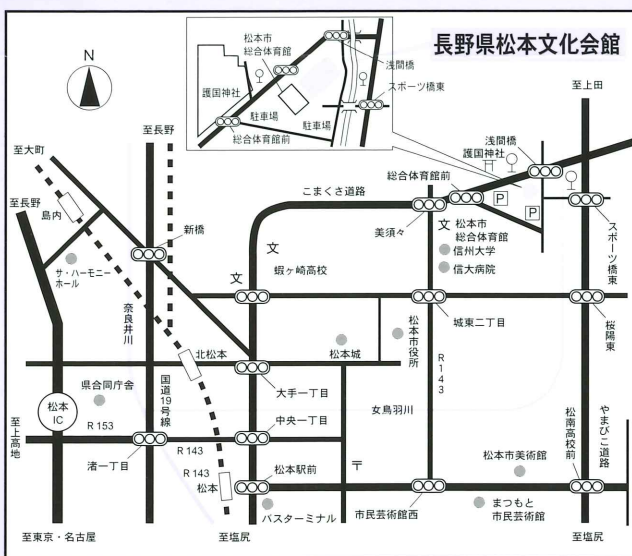 長野県松本文化会館
N
松本市
総合体育館
浅間橋
護国神社
スポーツ橋東
駐車場
駐車場
総合体育館前
至上田
至長野
至大町
浅間橋
護国神社
総合体育館前
こまくさ道路
至長野
島内
P
P
新橋
美須々
文 松本市
総合体育館
信州大学
信大病院
スポーツ橋東
文
文
蝦ヶ崎高校
サ・ハーモニー
ホール
奈良井川
城東二丁目
桜陽東
松本市役所
北松本
松本城
R143
大手一丁目
県合同庁舎
国道19号線
女鳥羽川
松本
IC
中央一丁目
松南高校前
やまびこ道路
至上高地
R 153
R 143
渚一丁目
R 143
〒
松本市美術館
松本
松本駅前
バスターミナル
市民芸術館西
まつもと
市民芸術館
至東京・名古屋
至塩尻
至塩尻